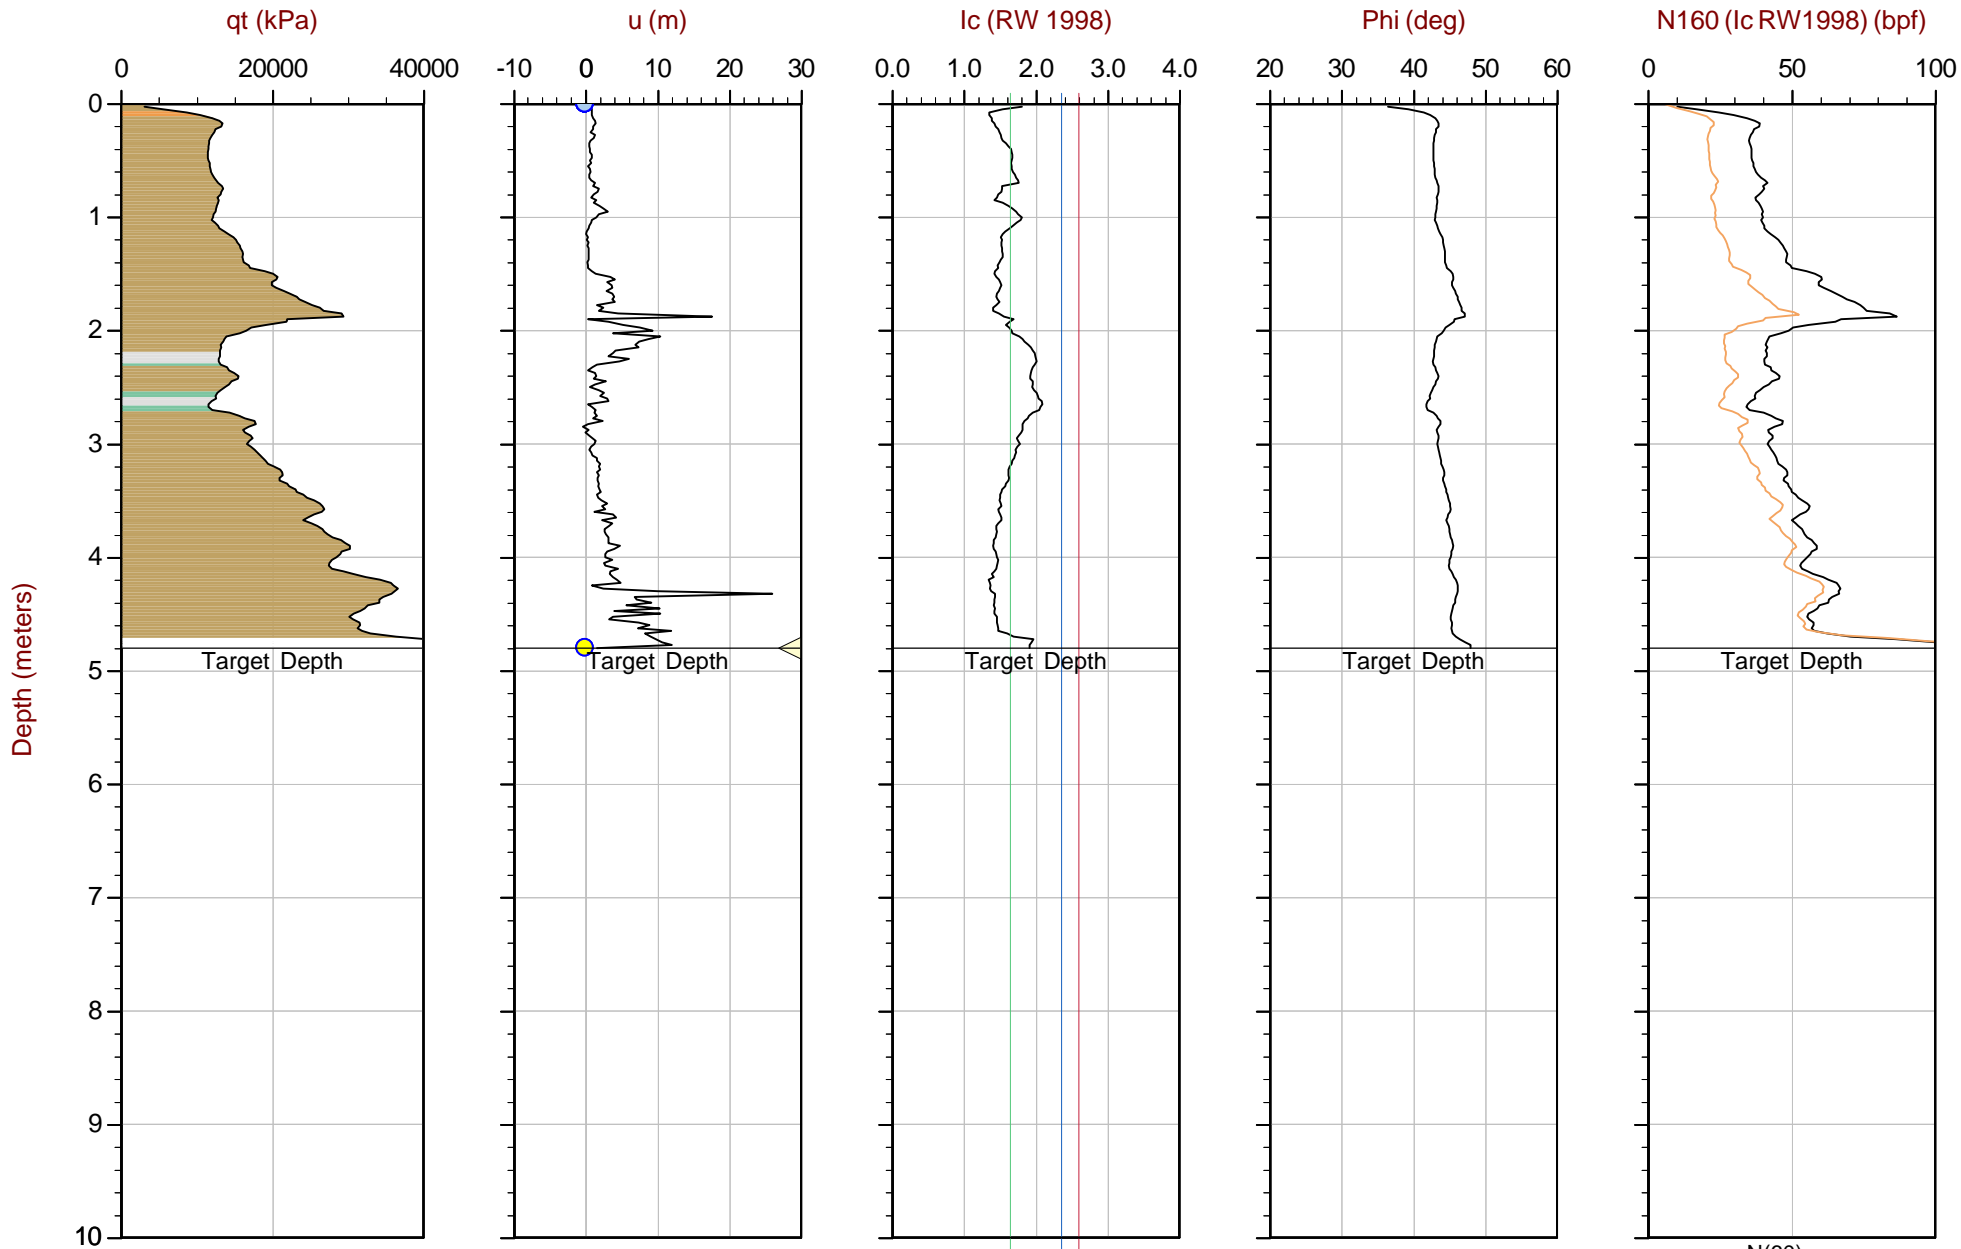 qt (kPa) u (m) Ic (RW 1998) Phi (deg) N160 (Ic RW1998) (bpf)
0 20000 40000 -10 0 10 20 30 0.0 1.0 2.0 3.0 4.0 20 30 40 50 60 0 50 100
0
1
2
3
4
Target Depth Target Depth Target Depth Target Depth Target Depth
5
6
7
8
9
10
Depth (meters)